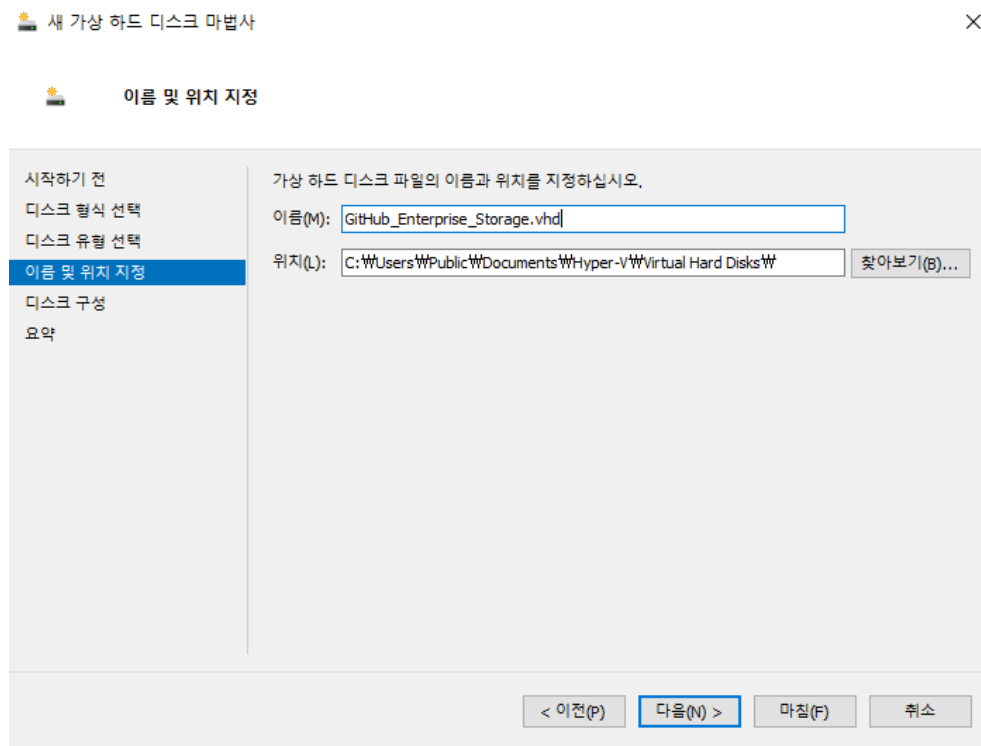 새 가상 하드 디스크 마법사
이름 및 위치 지정
시작하기 전
디스크 형식 선택
디스크 유형 선택
이름 및 위치 지정
디스크 구성
요약
가상 하드 디스크 파일의 이름과 위치를 지정하십시오.
이름(M): GitHub_Enterprise_Storage.vhd
위치(L): C:₩Users₩Public₩Documents₩Hyper-V₩Virtual Hard Disks₩ 찾아보기(B)...
< 이전(P) 다음(N) > 마침(F) 취소